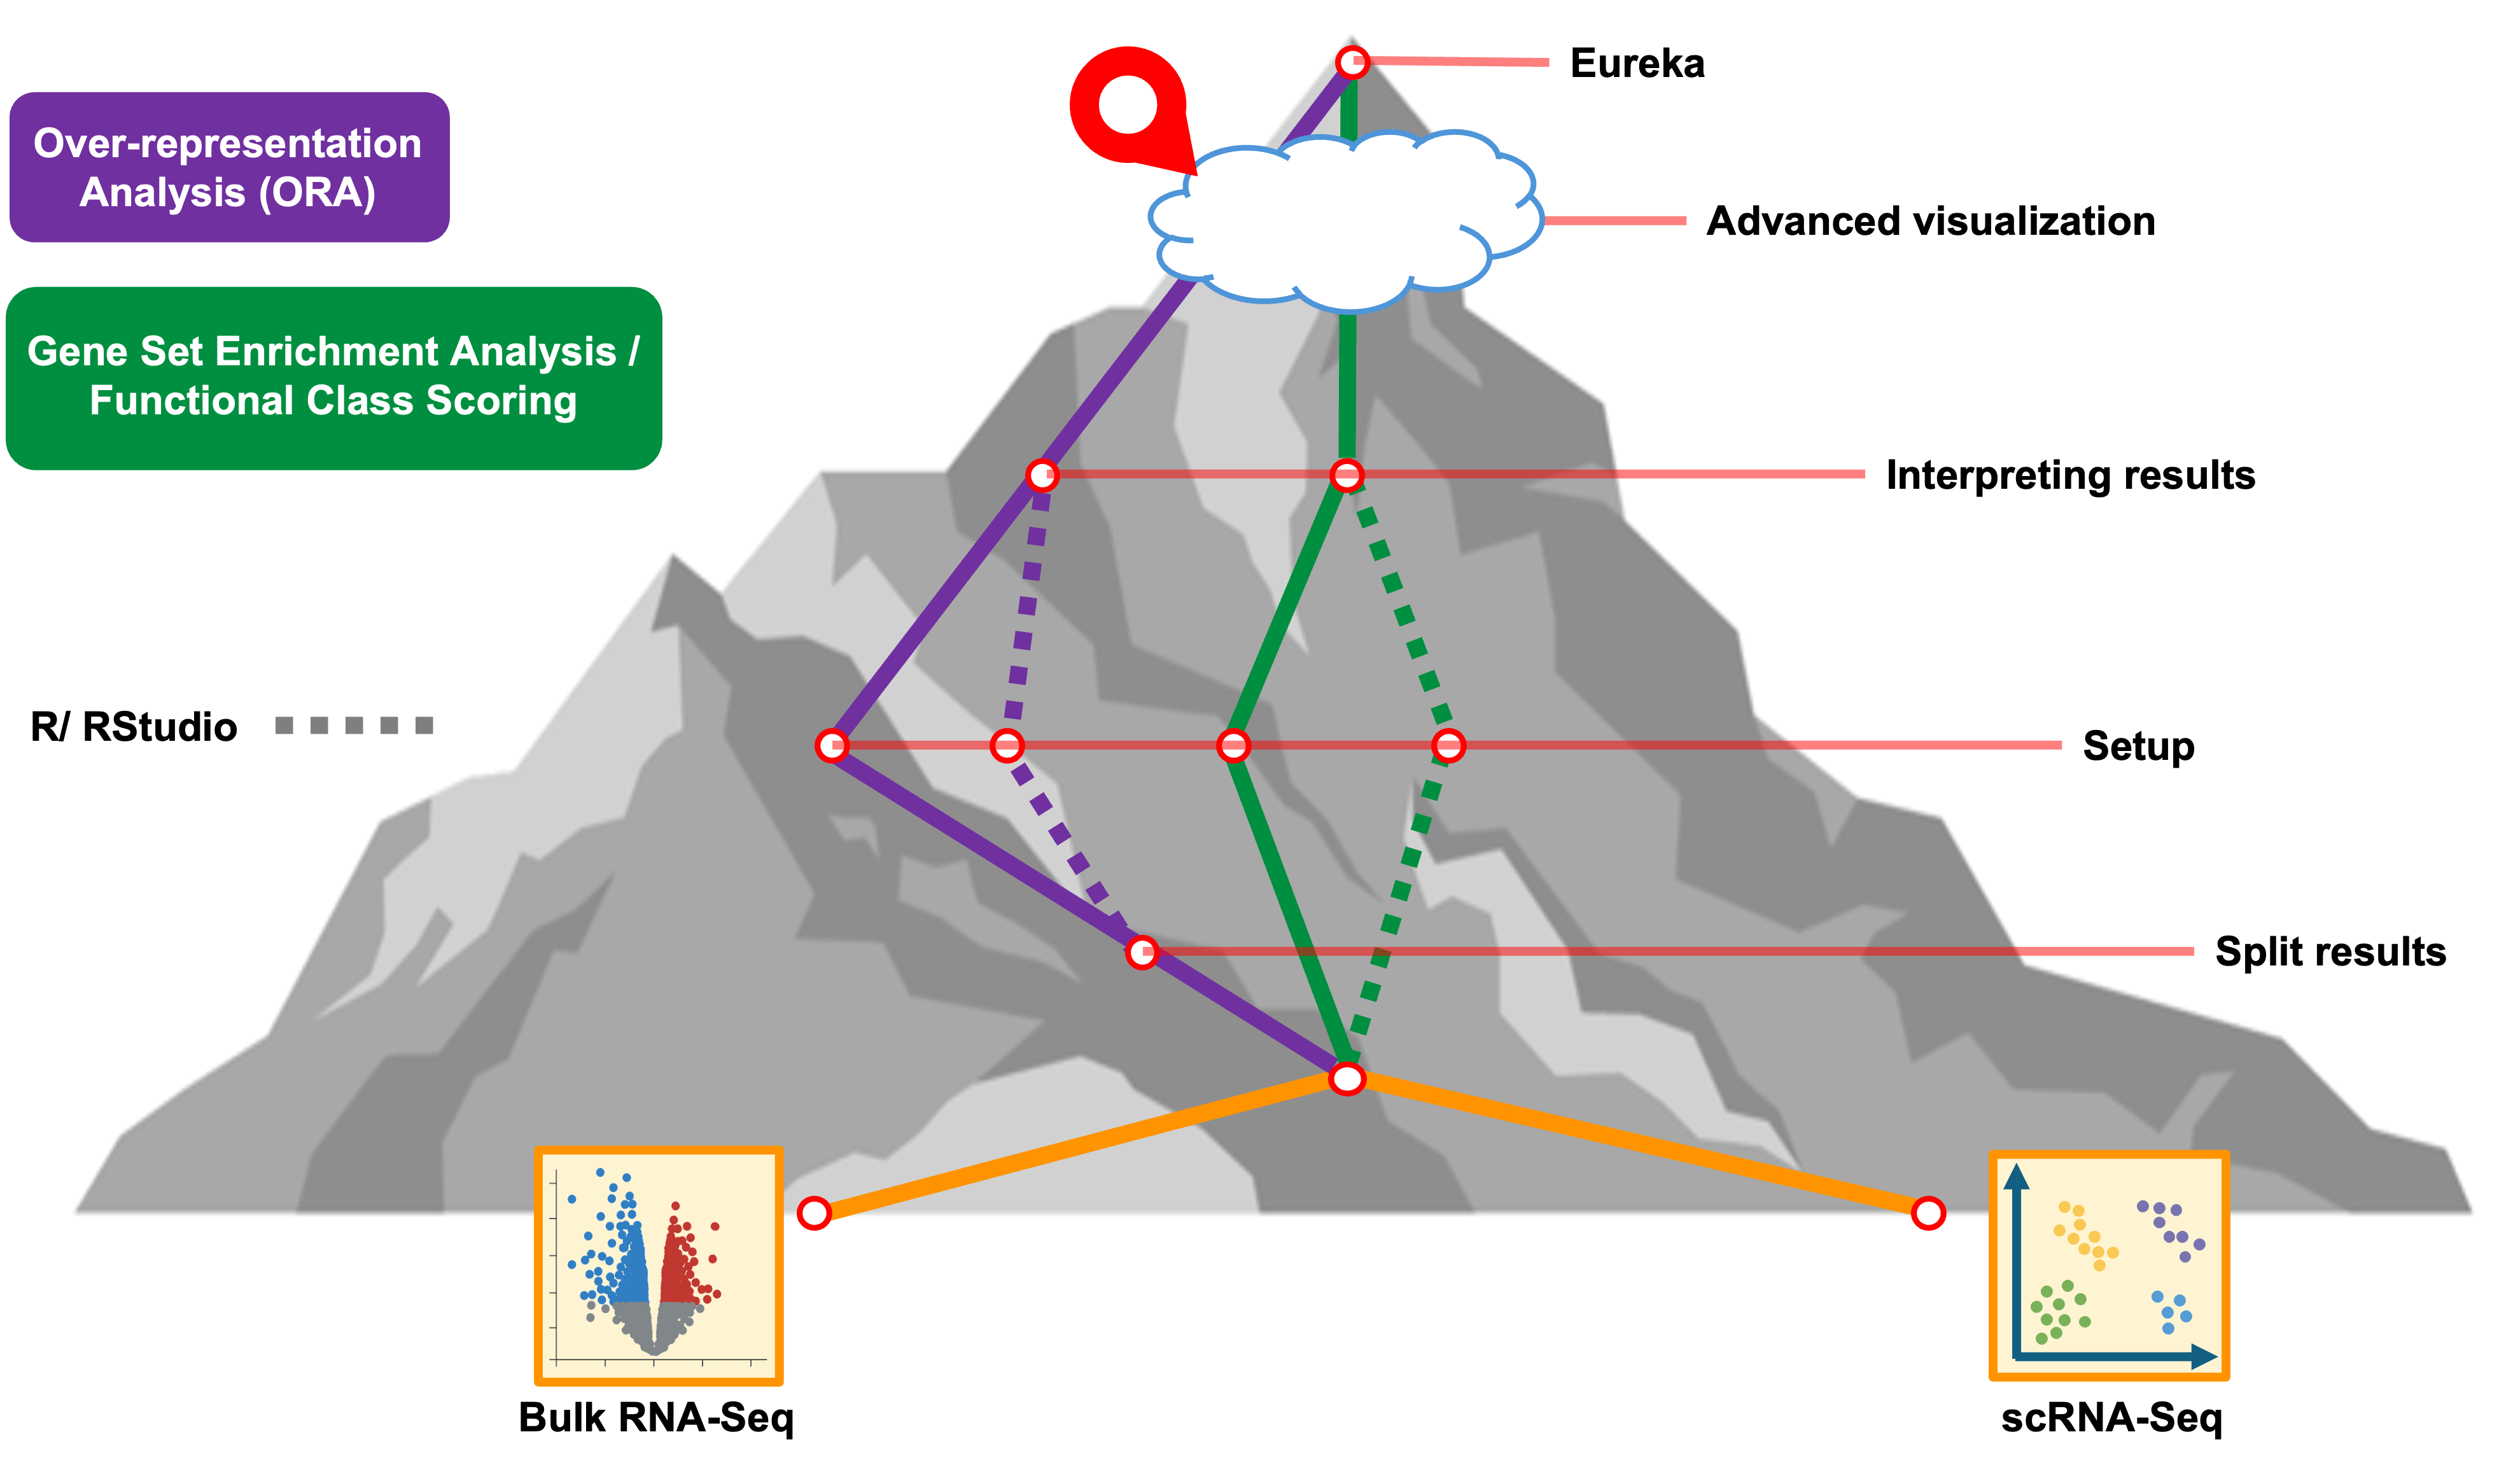 Eureka
Over-representation
Analysis (ORA)
Advanced visualization
Gene Set Enrichment Analysis /
Functional Class Scoring
Interpreting results
R/ RStudio
Setup
Split results
Bulk RNA-Seq
scRNA-Seq